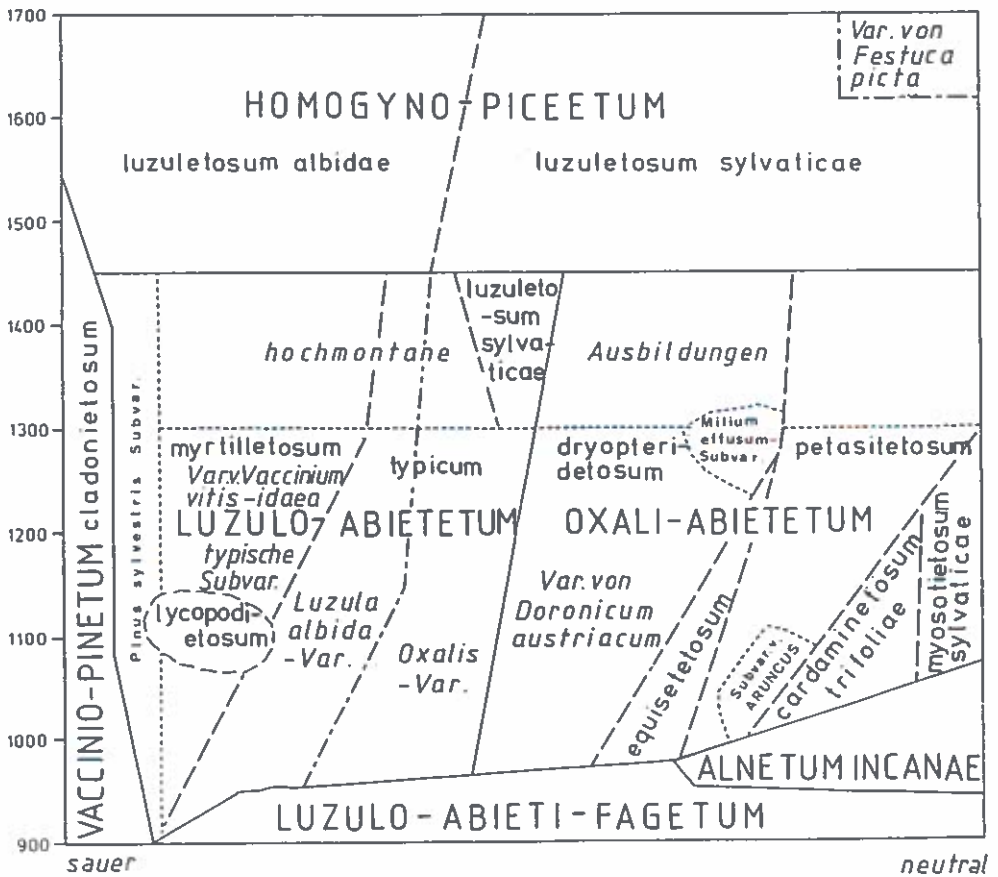 1700
Var. von
Festuca
picta
HOMOGYNO-PICEETUM
1600
luzuletosum albidae
luzuletosum sylvaticae
1500
luzuleto
-sum
sylva-
ticae
1400
hochmontane
Ausbildungen
1300
Milium
effusum-
Subvar.
myrtilletosum
Var.v.Vaccinium
vitis-idaea
typicum
dryopteri-
detosum
petasitetosum
1200
LUZULO-ABIETETUM
OXALI-ABIETETUM
typische
Subvar.
lycopodi-
etosum
Luzula
albida
-Var.
Oxalis
-Var.
Var. von
Doronicum
austriacum
equisetetosum
Subvar. v.
ARUNCUS
cardaminetosum
triloliae
myosotietosum
sylvaticae
1100
1000
VACCINIO-PINETUM cladonietosum
Pinus sylvestris Subvar.
ALNETUM INCANAE
LUZULO-ABIETI-FAGETUM
900
sauer
neutral